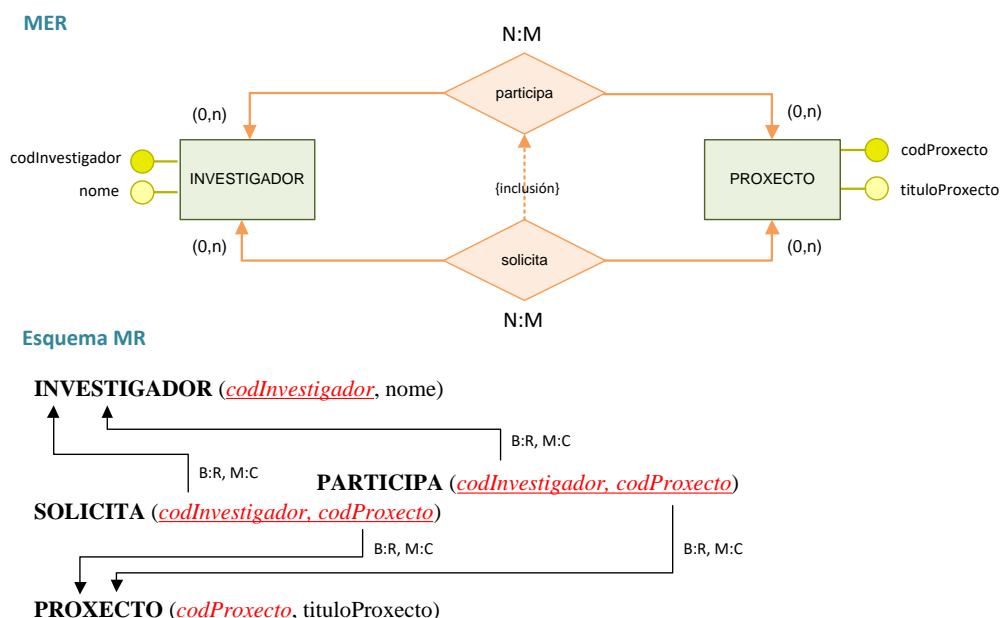 MER
N:M
participa
(0,n)
(0,n)
codInvestigador
nome
INVESTIGADOR
{inclusión}
PROXECTO
codProxecto
tituloProxecto
(0,n)
(0,n)
solicita
N:M
Esquema MR
INVESTIGADOR (codInvestigador, nome)
B:R, M:C
B:R, M:C
PARTICIPA (codInvestigador, codProxecto)
SOLICITA (codInvestigador, codProxecto)
B:R, M:C
B:R, M:C
PROXECTO (codProxecto, tituloProxecto)